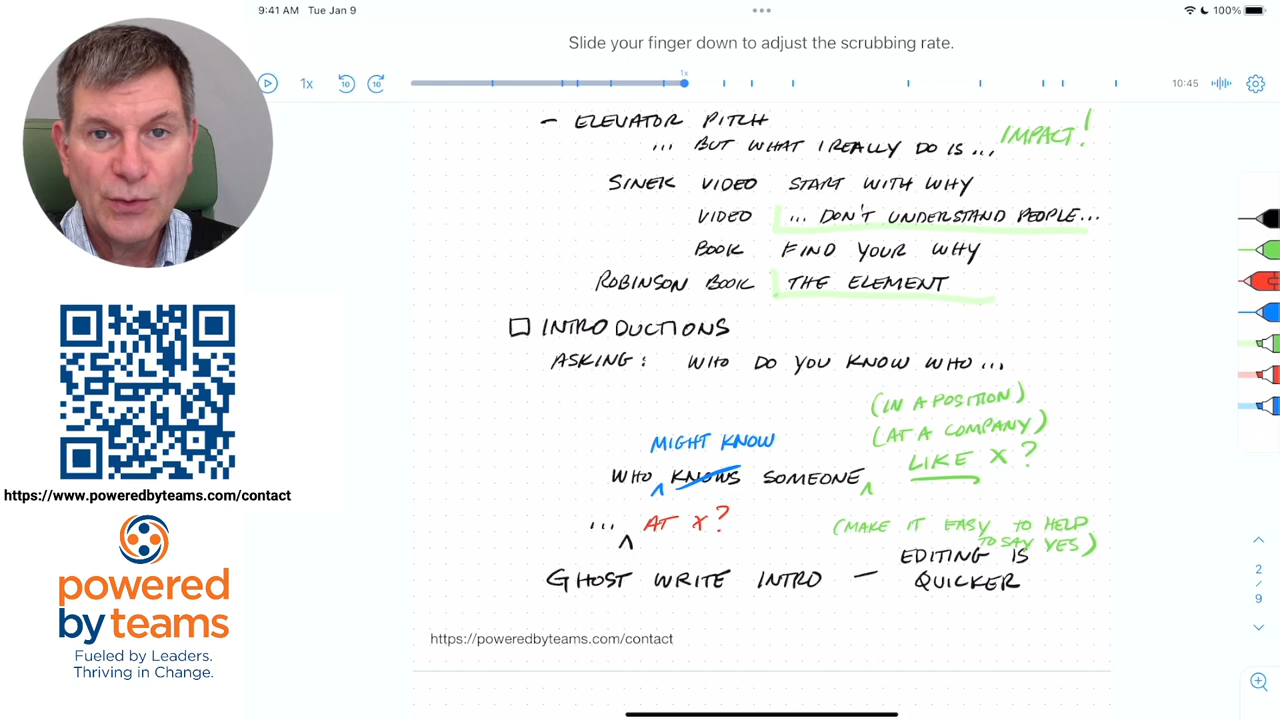 9:41 AM Tue Jan 9
100%
Slide your finger down to adjust the scrubbing rate.
1x
1x
10
10
10:45
- ELEVATOR PITCH
... BUT WHAT I REALLY DO IS... IMPACT!
SINEK VIDEO START WITH WHY
VIDEO ... DON'T UNDERSTAND PEOPLE...
BOOK FIND YOUR WHY
ROBINSON BOOK THE ELEMENT
INTRODUCTIONS
ASKING: WHO DO YOU KNOW WHO...
(IN A POSITION)
(AT A COMPANY)
MIGHT KNOW
LIKE X?
WHO KNOWS SOMEONE
... AT X?
(MAKE IT EASY TO HELP
TO SAY YES)
GHOST WRITE INTRO — EDITING IS
QUICKER
https://poweredbyteams.com/contact
2
/
9
https://www.poweredbyteams.com/contact
powered
by teams
Fueled by Leaders.
Thriving in Change.